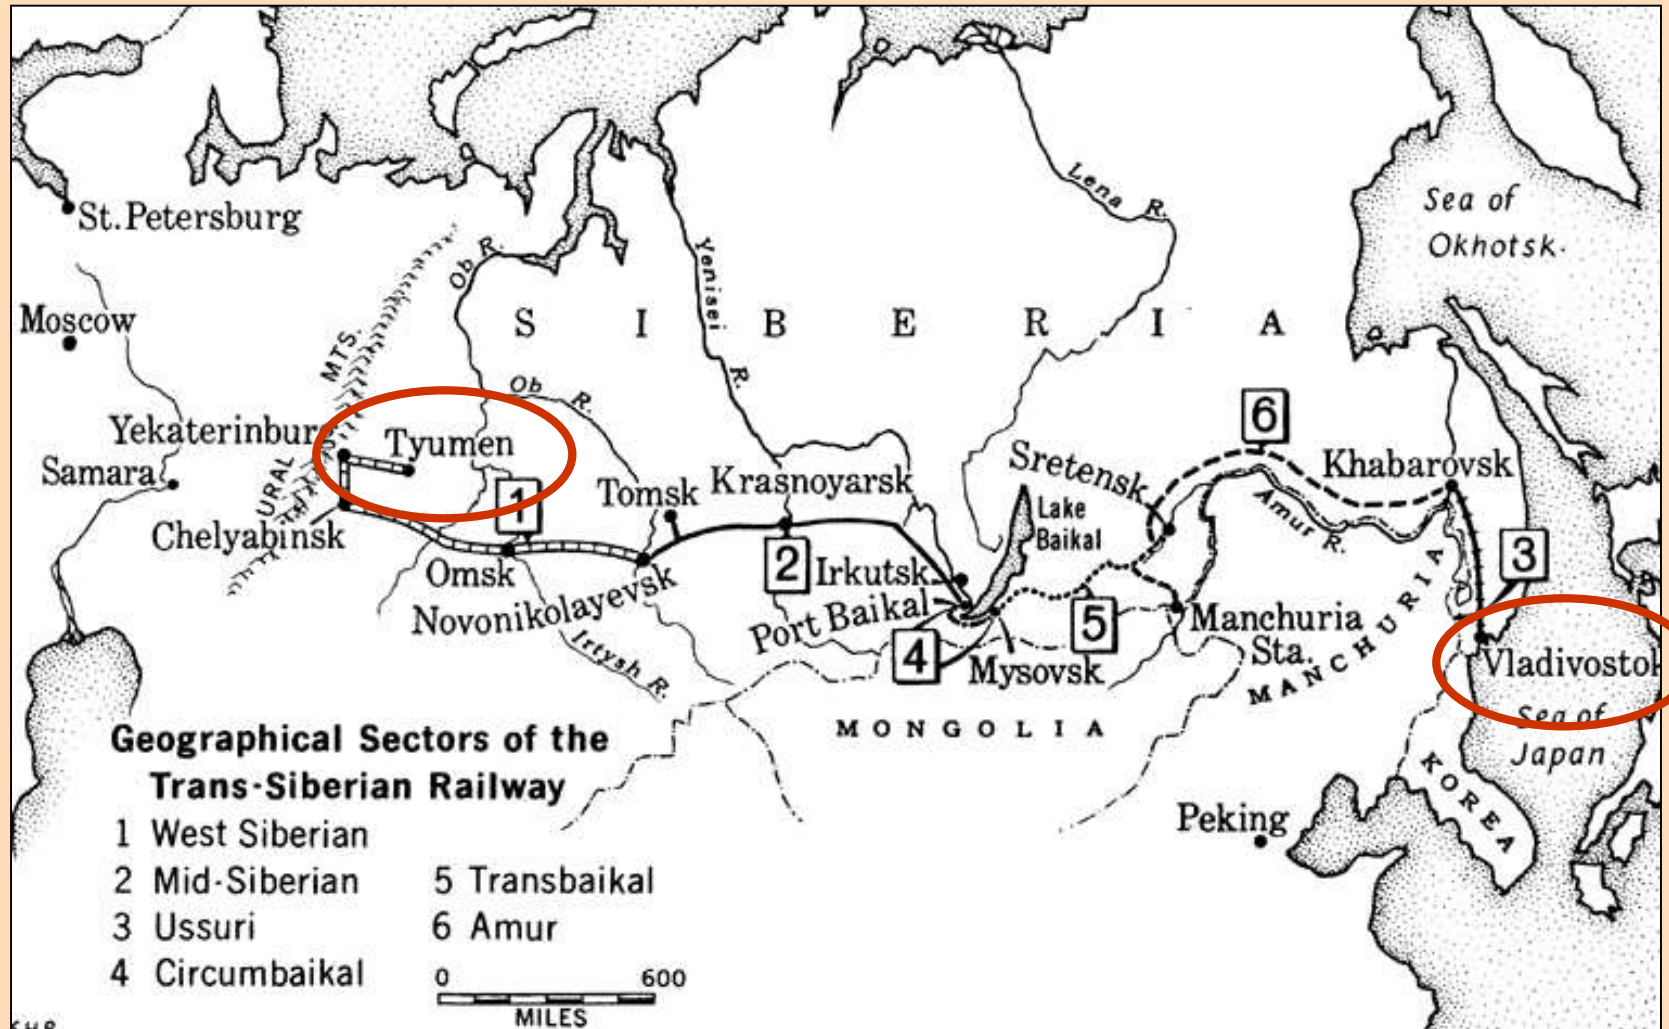 St. Petersburg
Moscow
Yekaterinburg
Samara
Chelyabinsk
URAL MTS.
Tyumen
Ob R.
Ob R.
Yenisei R.
Lena R.
Sea of
Okhotsk
S I B E R I A
1
Omsk
Novonikolayevsk
Irtysh R.
Tomsk
Krasnoyarsk
2
Irkutsk
Port Baikal
4
Mysovsk
Lake
Baikal
5
Sretensk
6
Amur R.
Khabarovsk
3
Manchuria
Sta.
MANCHURIA
Vladivostok
Sea of
Japan
MONGOLIA
KOREA
Peking
Geographical Sectors of the
Trans-Siberian Railway
1 West Siberian
2 Mid-Siberian
3 Ussuri
4 Circumbaikal
5 Transbaikal
6 Amur
0 600
MILES